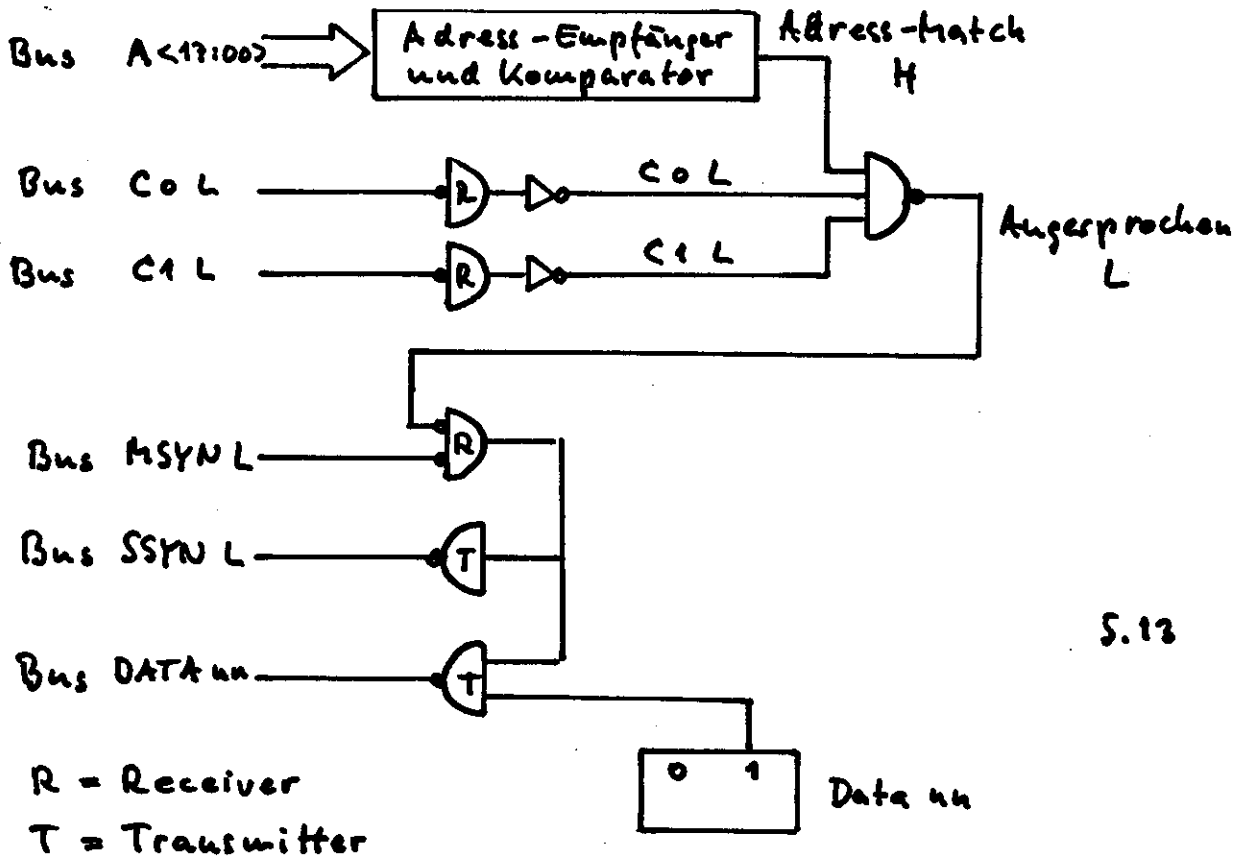 Bus A<17:00>
Adress-Empfänger
und Komparator
Adress-Match
H
Bus C0 L
R
C0 L
Bus C1 L
R
C1 L
Angesprochen
L
Bus MSYN L
R
Bus SSYN L
T
Bus DATA nn
T
5.13
0 1
Data nn
R = Receiver
T = Transmitter